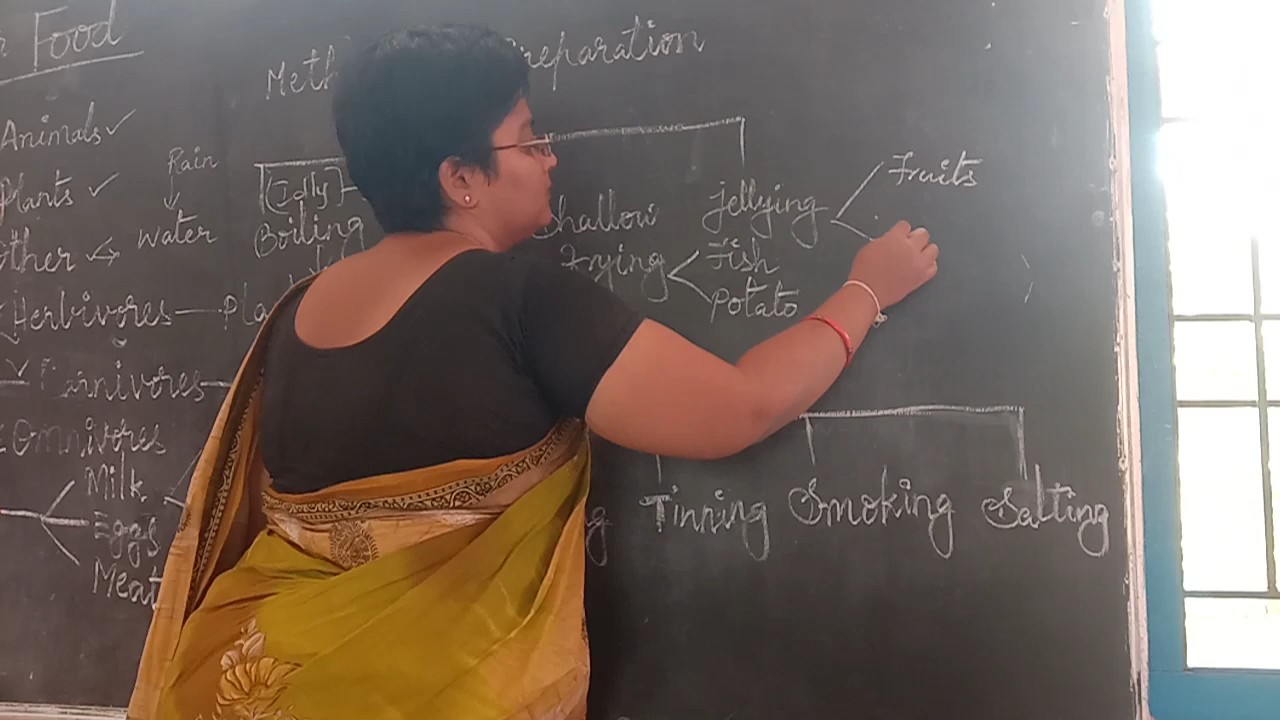 Food
Meth
reparation
Animals ✓
Rain
Plants ✓
[Idly]
Boiling
Shallow
Frying
Jellying
Fruits
Other
Water
Fish
Potato
Herbivores — Pla
Carnivores
Omnivores
Milk
Eggs
Meat
g
Tinning
Smoking
Salting